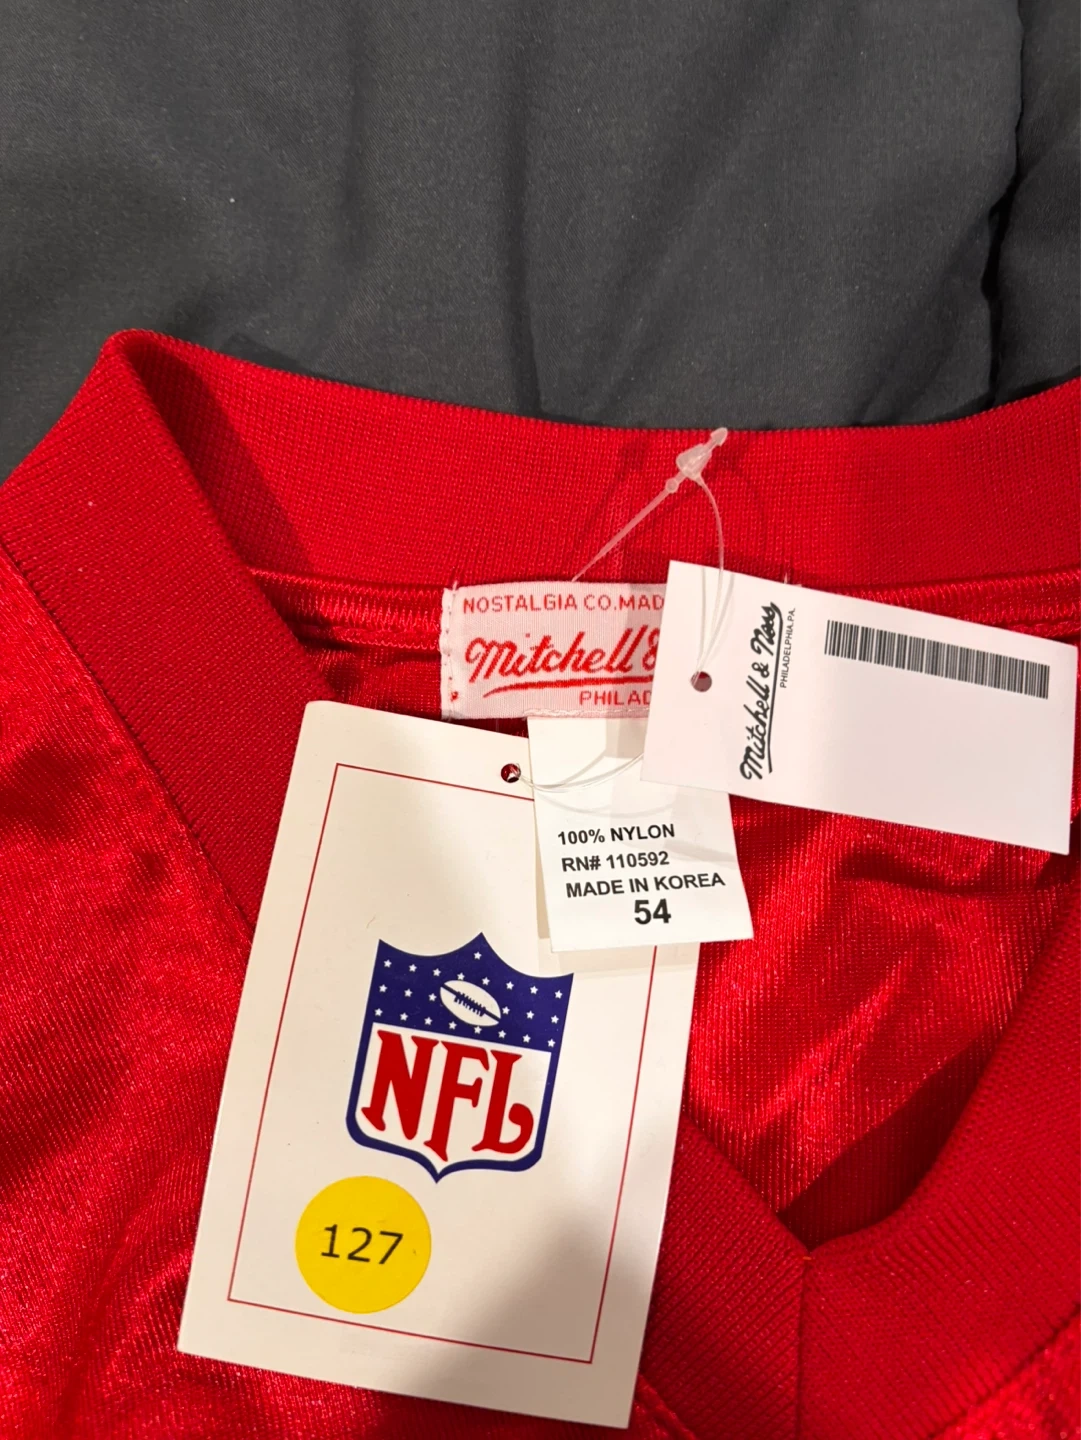 NOSTALGIA CO. MAD
Mitchell &
PHILAD
Mitchell & Ness
PHILADELPHIA, PA.
100% NYLON
RN# 110592
MADE IN KOREA
54
NFL
127